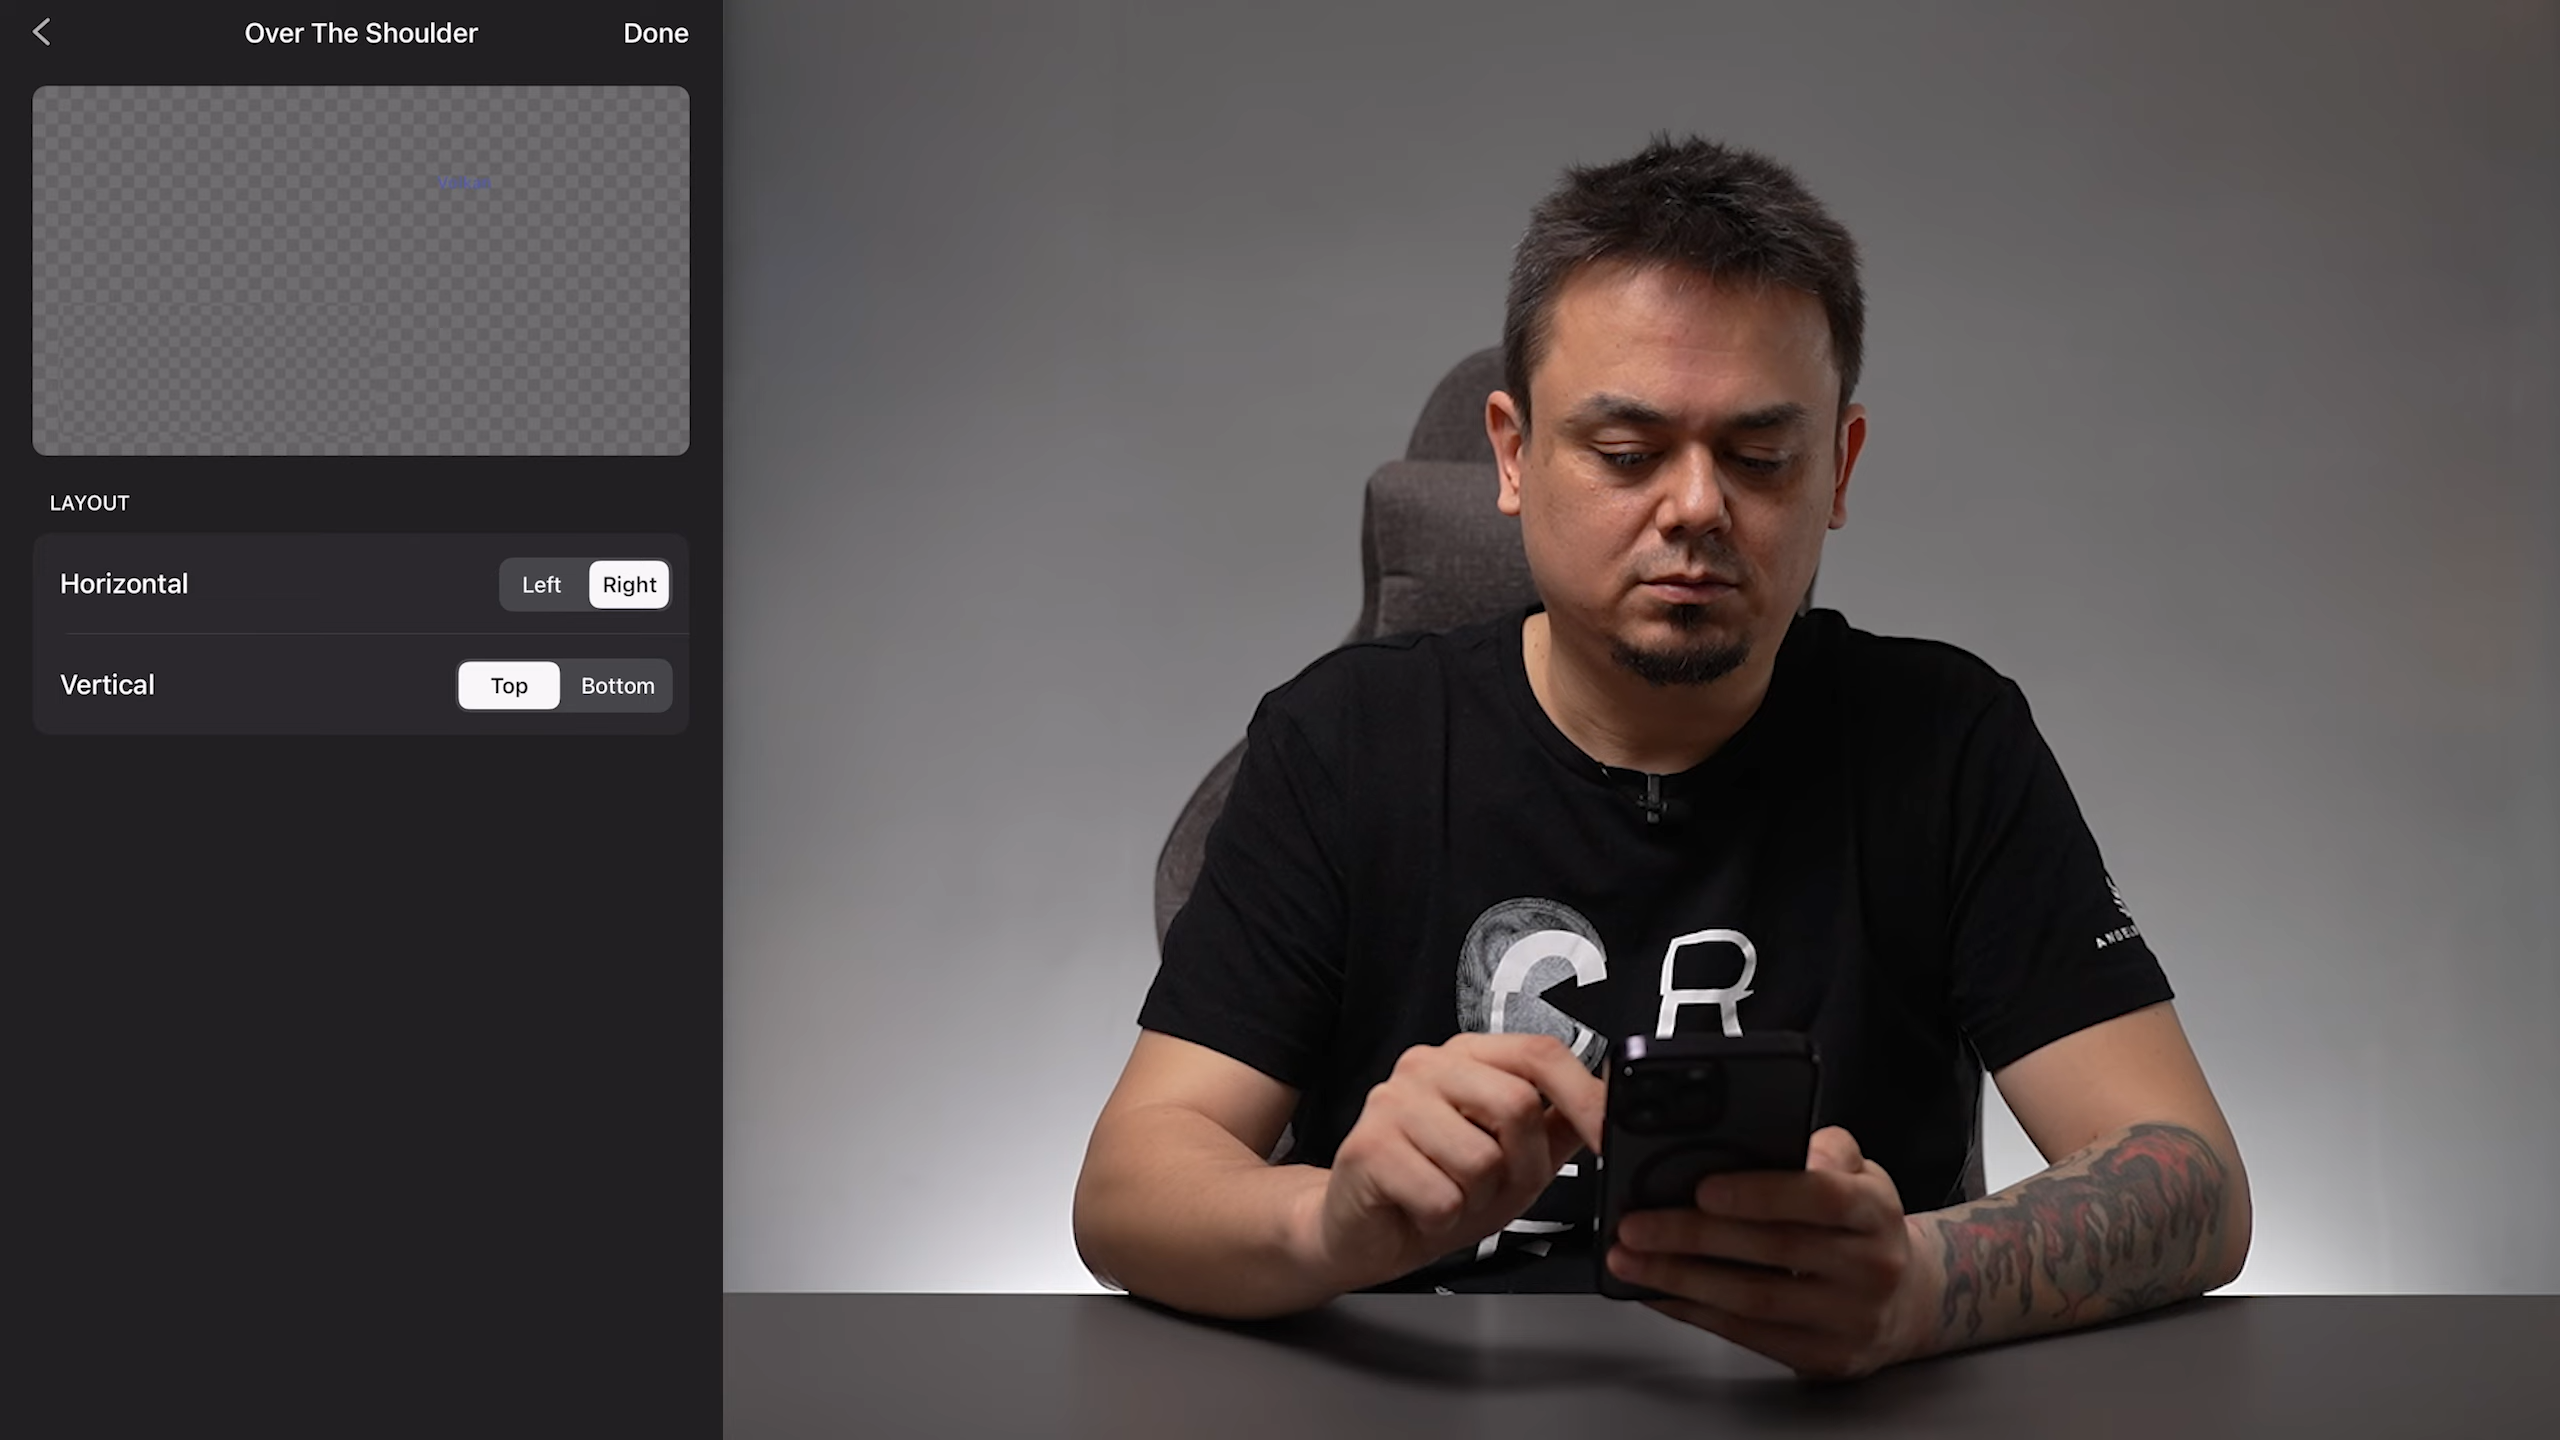 Over The Shoulder
Done
LAYOUT
Horizontal
Left
Right
Vertical
Top
Bottom
R